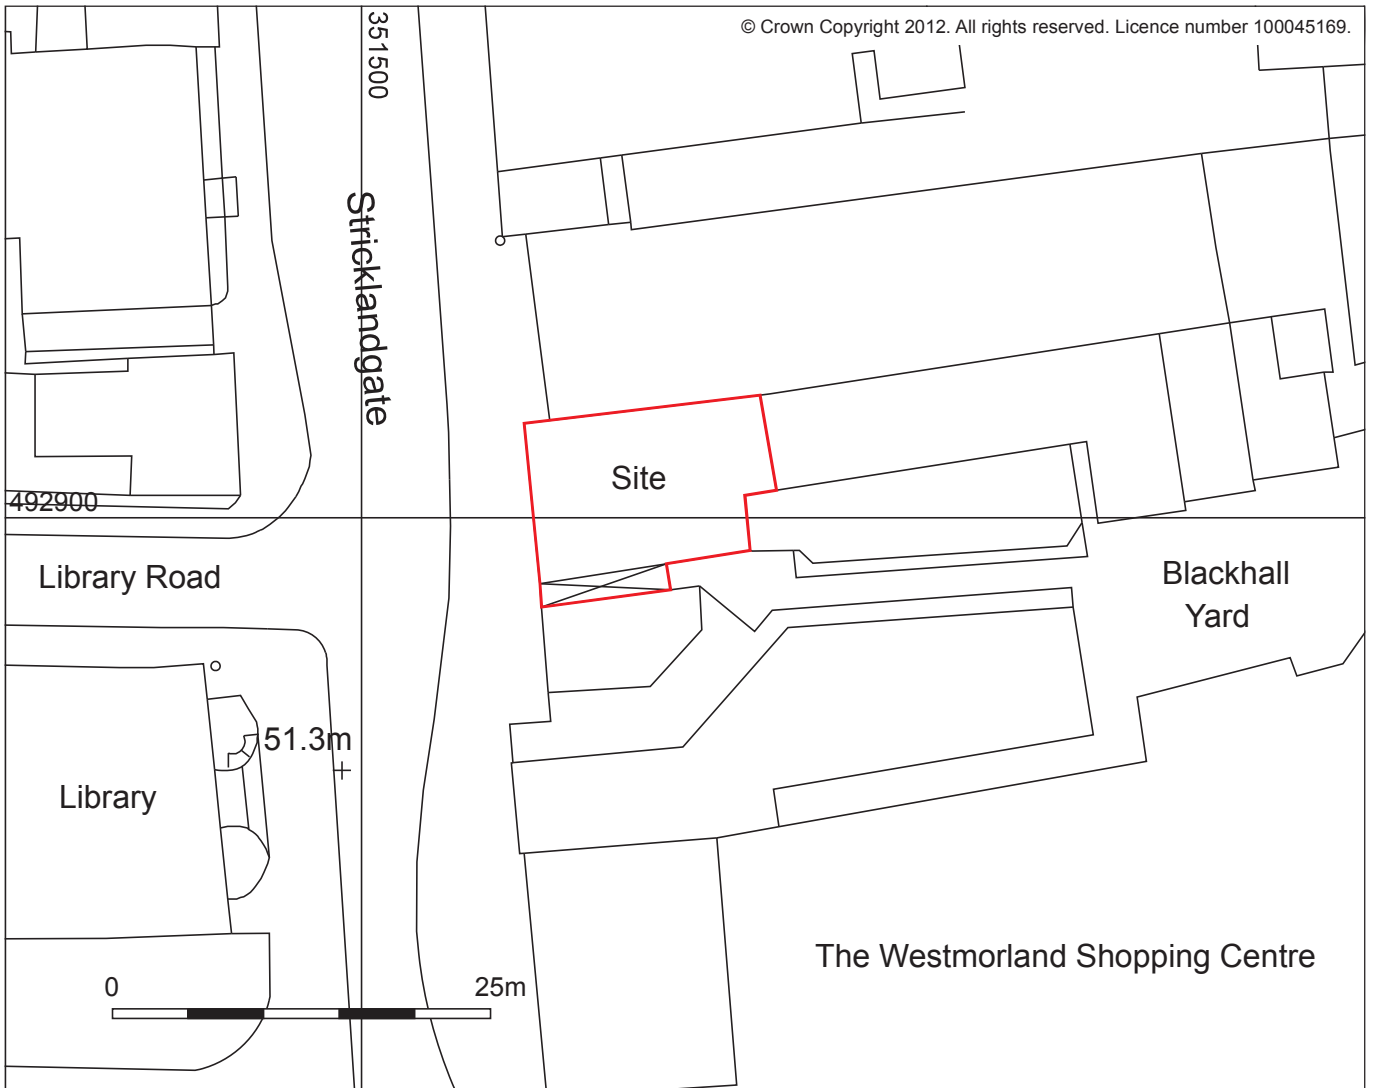 © Crown Copyright 2012. All rights reserved. Licence number 100045169.
351500
Stricklandgate
Site
492900
Library Road
Blackhall
Yard
51.3m
Library
The Westmorland Shopping Centre
0
25m